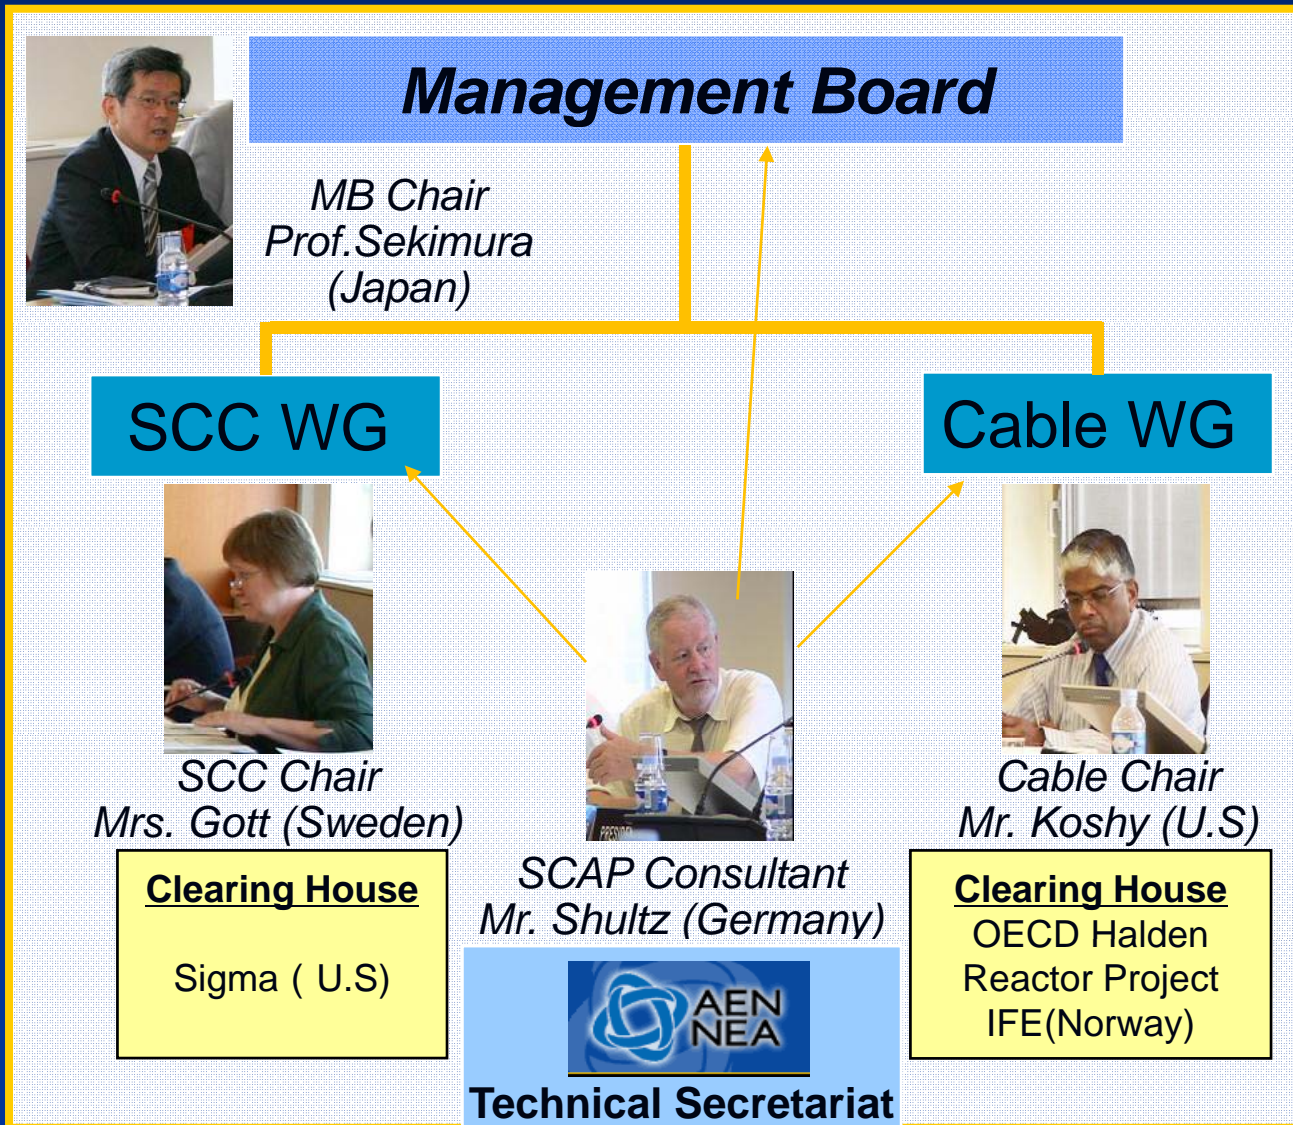 Management Board
MB Chair
Prof.Sekimura
(Japan)
SCC WG
Cable WG
SCC Chair
Mrs. Gott (Sweden)
Cable Chair
Mr. Koshy (U.S)
PRESIDEN
SCAP Consultant
Mr. Shultz (Germany)
Clearing House
Sigma ( U.S)
Clearing House
OECD Halden
Reactor Project
IFE(Norway)
AEN
NEA
Technical Secretariat